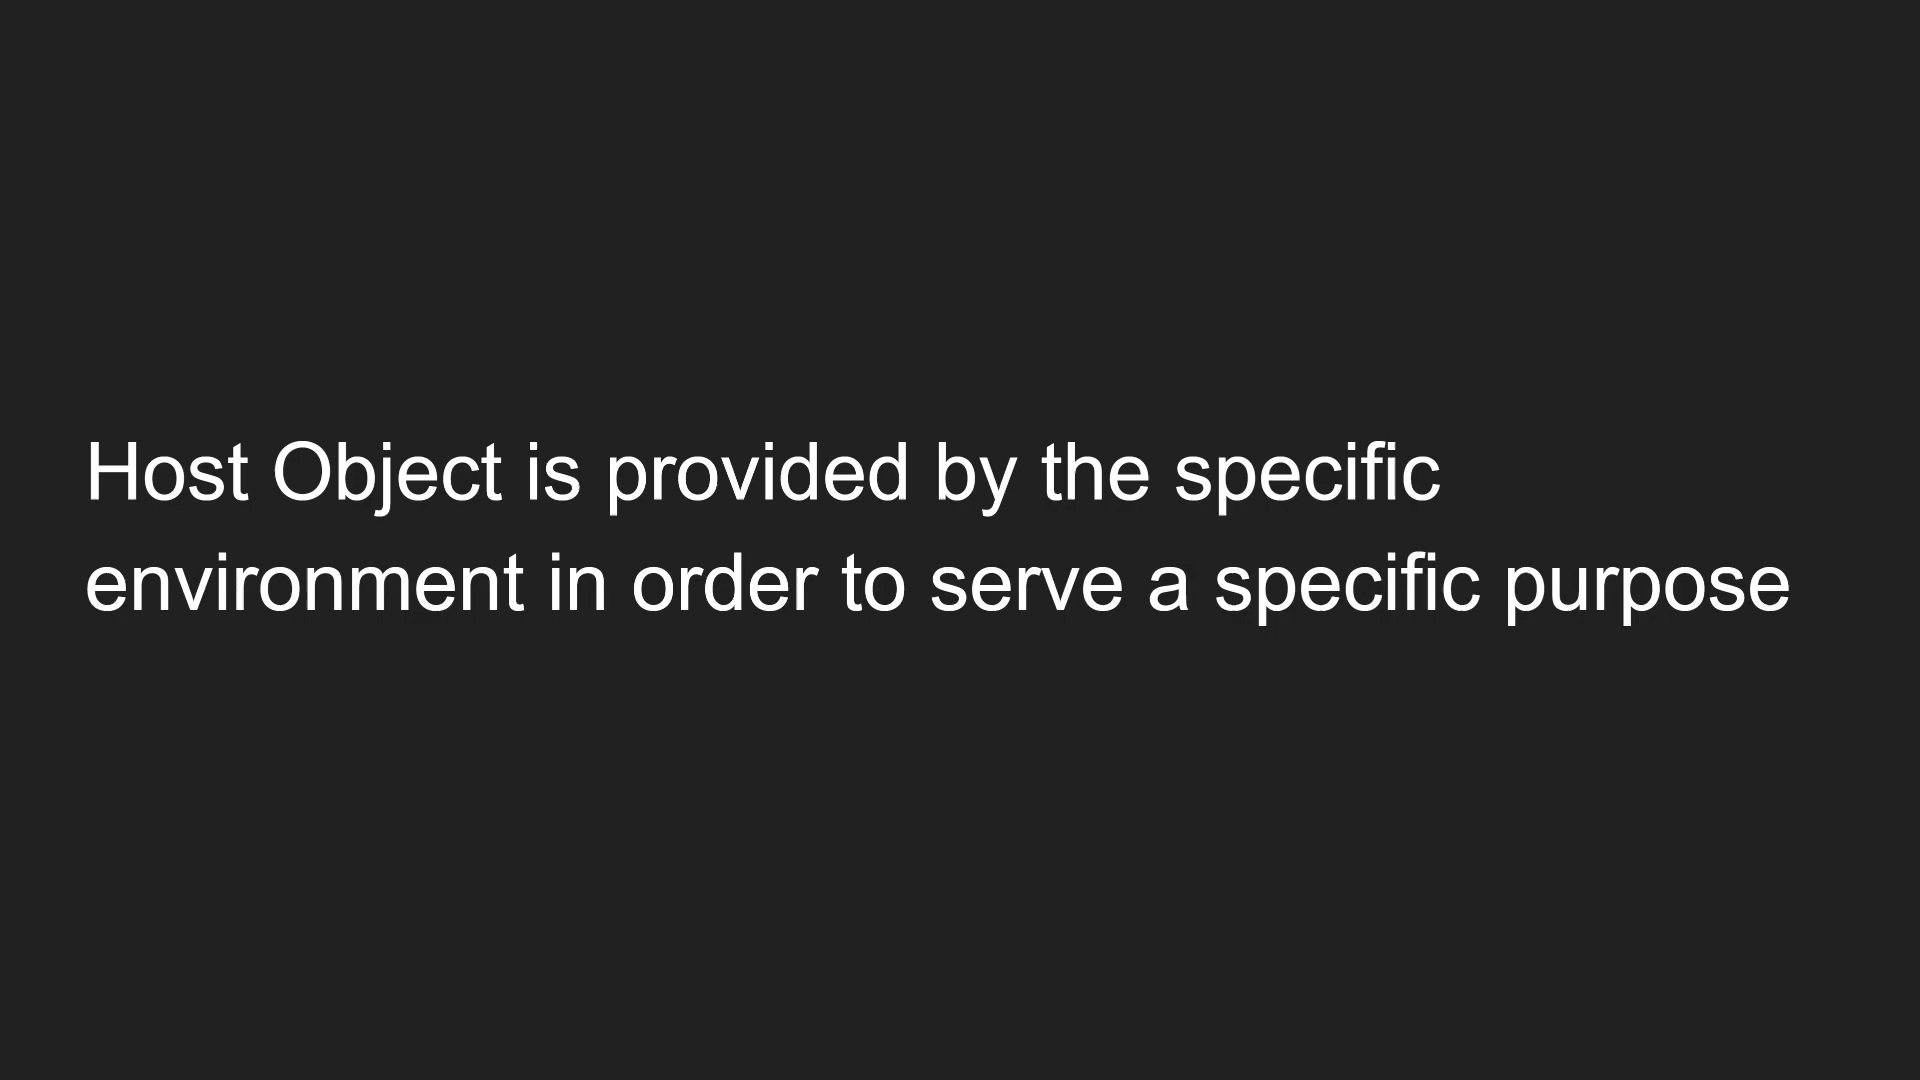 Host Object is provided by the specific
environment in order to serve a specific purpose